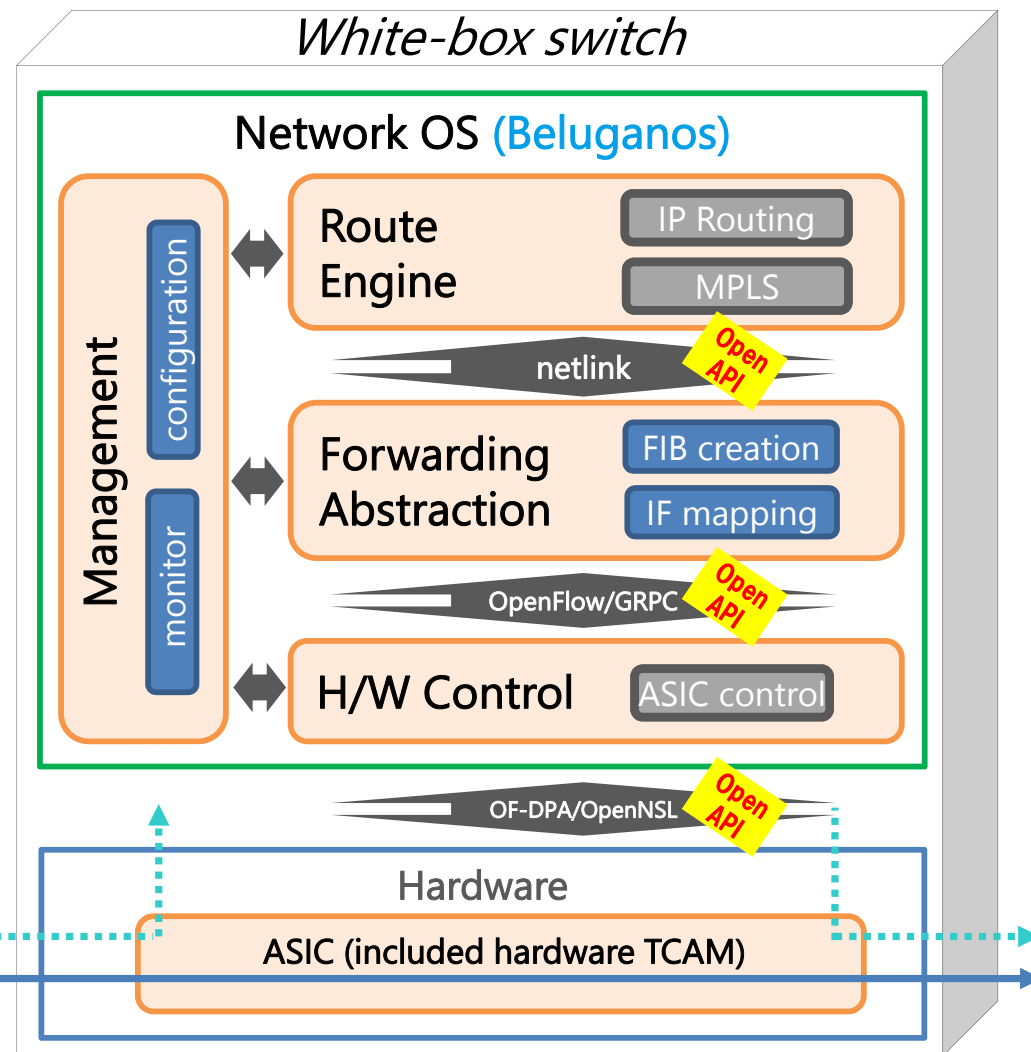 White-box switch
Network OS (Beluganos)
Management
configuration
monitor
Route
Engine
IP Routing
MPLS
netlink
Open
API
Forwarding
Abstraction
FIB creation
IF mapping
OpenFlow/GRPC
Open
API
H/W Control
ASIC control
OF-DPA/OpenNSL
Open
API
Hardware
ASIC (included hardware TCAM)